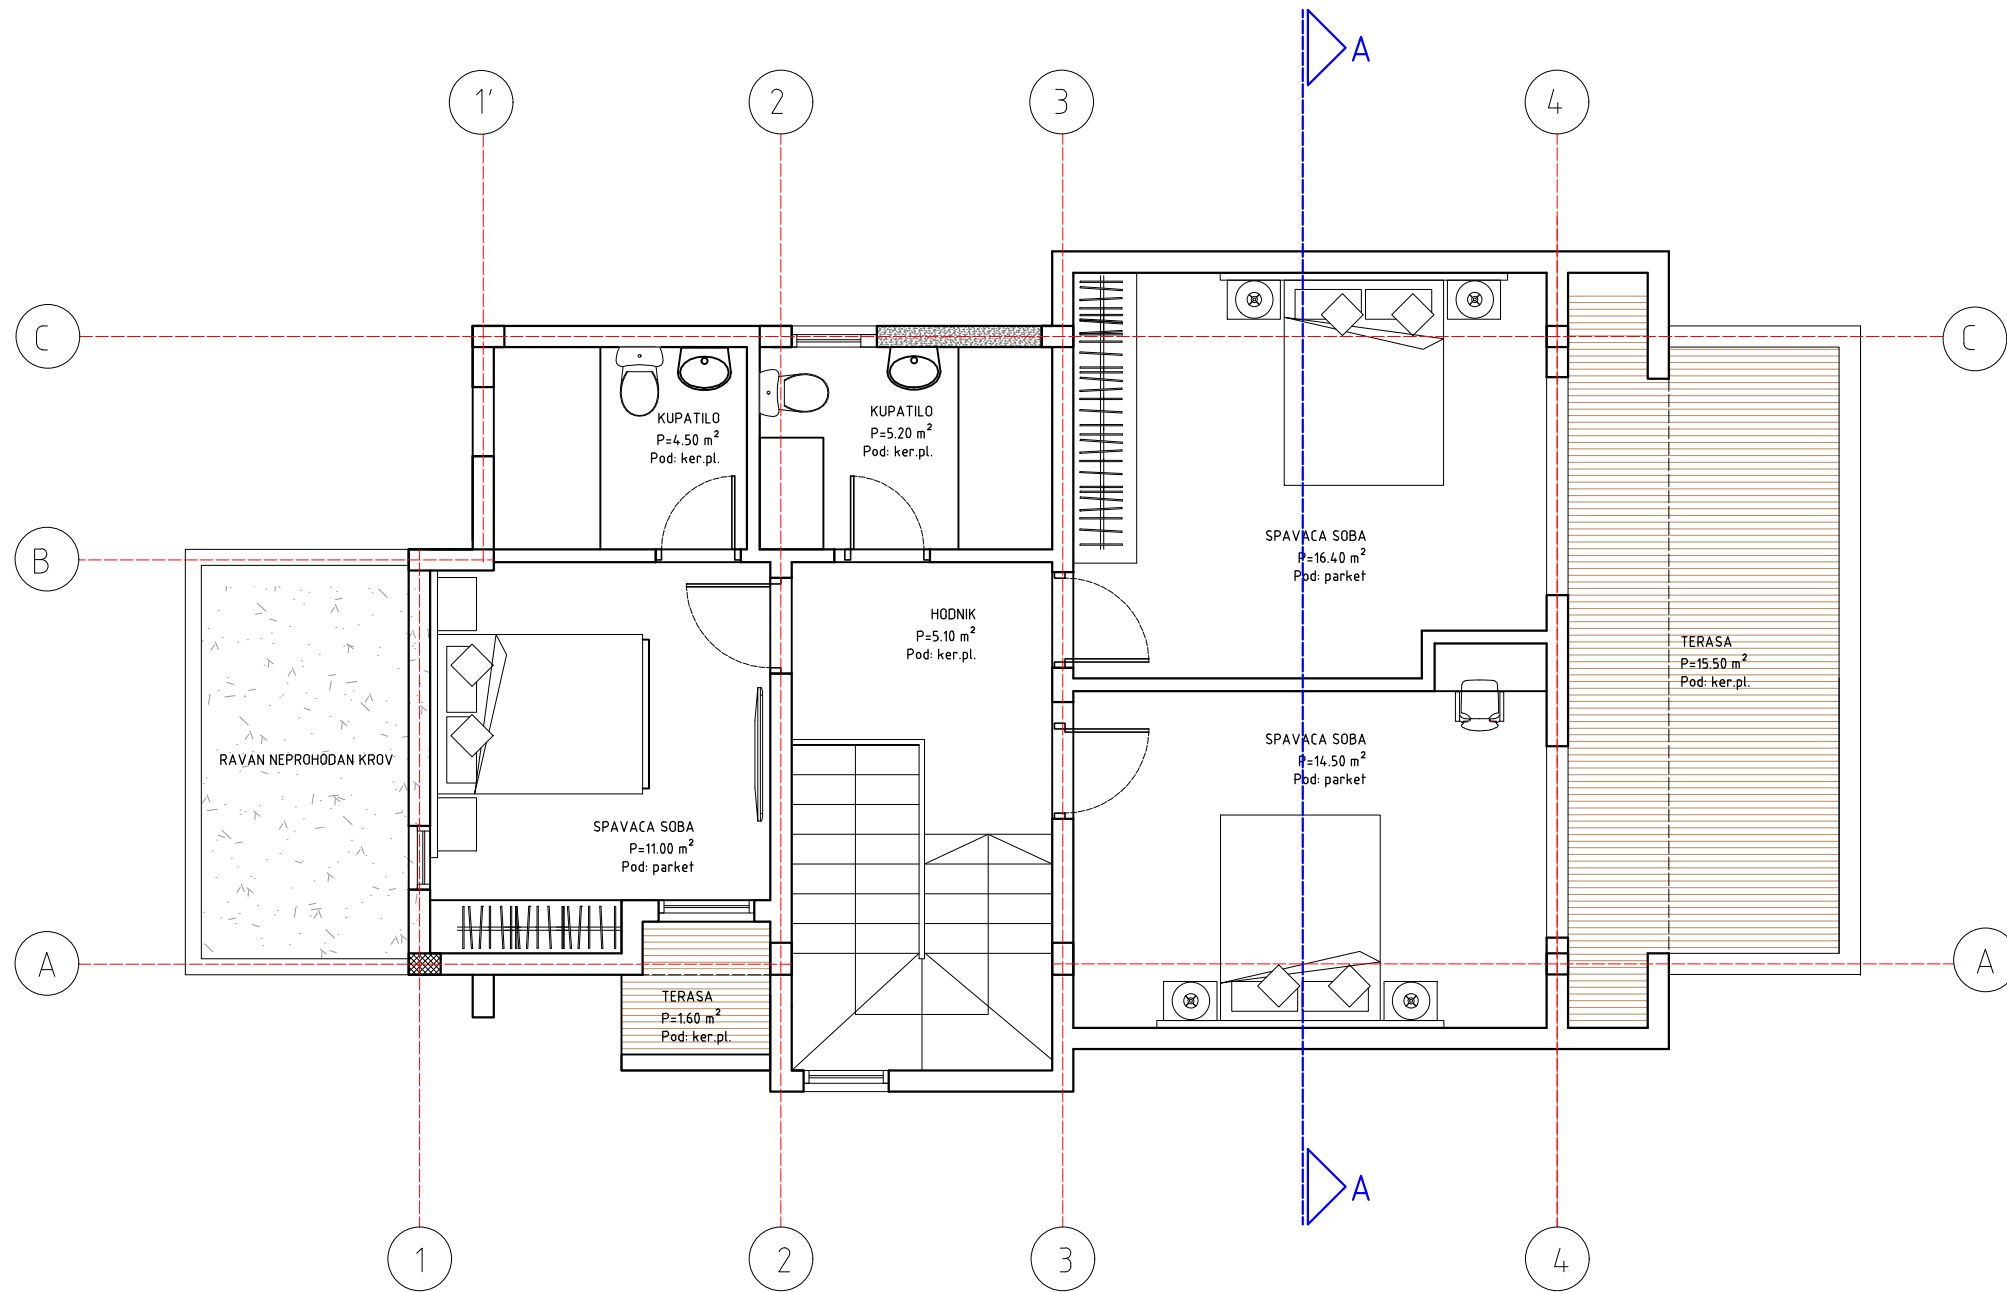 A
1'
2
3
4
C
C
KUPATILO
P=4.50 m²
Pod: ker.pl.
KUPATILO
P=5.20 m²
Pod: ker.pl.
SPAVACA SOBA
P=16.40 m²
Pod: parket
B
HODNIK
P=5.10 m²
Pod: ker.pl.
TERASA
P=15.50 m²
Pod: ker.pl.
RAVAN NEPROHODAN KROV
SPAVACA SOBA
P=14.50 m²
Pod: parket
SPAVACA SOBA
P=11.00 m²
Pod: parket
A
A
TERASA
P=1.60 m²
Pod: ker.pl.
A
1
2
3
4